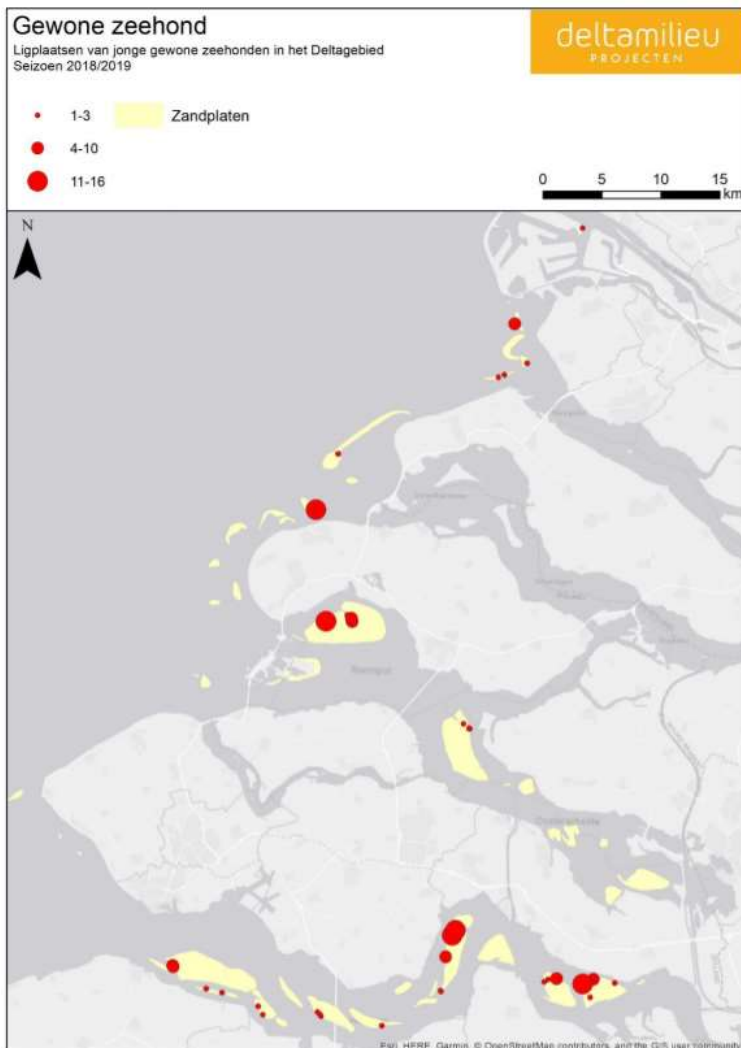 Gewone zeehond
Ligplaatsen van jonge gewone zeehonden in het Deltagebied
Seizoen 2018/2019
deltamilieu
PROJECTEN
1-3
Zandplaten
4-10
11-16
0 5 10 15
km
N
Esri, HERE, Garmin, © OpenStreetMap contributors, and the GIS user community